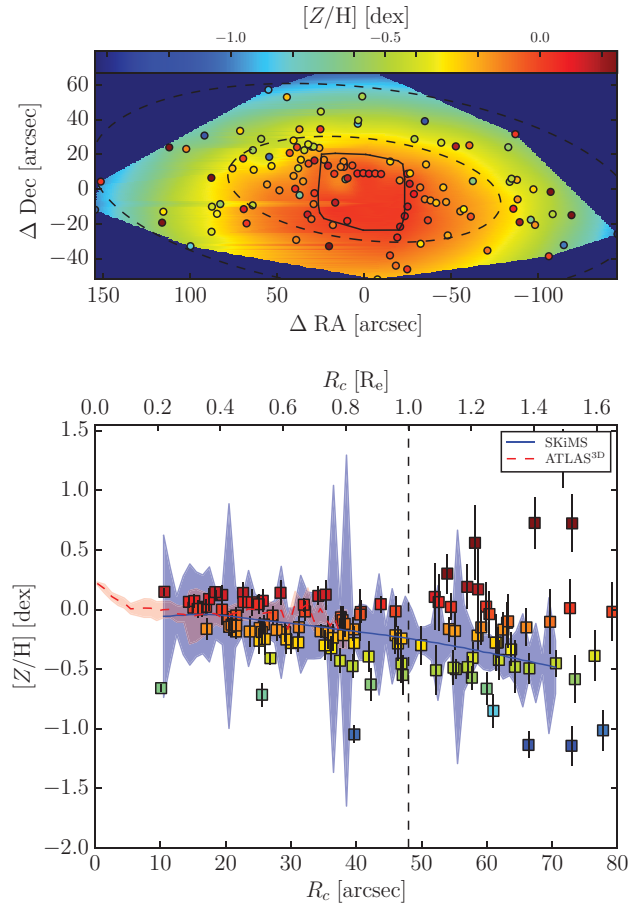 [Z/H] [dex]
−1.0 −0.5 0.0
60
40
20
0
−20
−40
Δ Dec [arcsec]
150 100 50 0 −50 −100
Δ RA [arcsec]
R_c [R_e]
0.0 0.2 0.4 0.6 0.8 1.0 1.2 1.4 1.6
1.5
1.0
0.5
0.0
−0.5
−1.0
−1.5
−2.0
[Z/H] [dex]
SKiMS
ATLAS³ᴰ
0 10 20 30 40 50 60 70 80
R_c [arcsec]